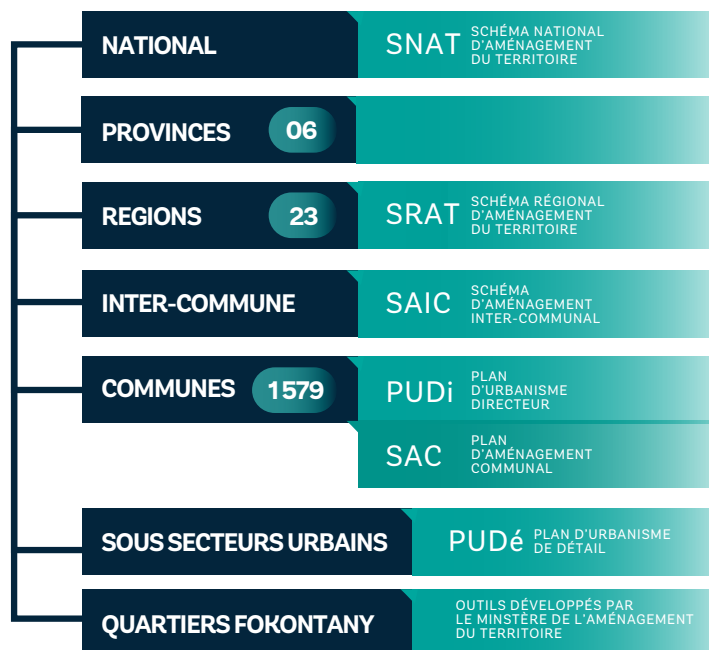 NATIONAL
SNAT
SCHÉMA NATIONAL
D'AMÉNAGEMENT
DU TERRITOIRE
PROVINCES 06
REGIONS 23
SRAT
SCHÉMA RÉGIONAL
D'AMÉNAGEMENT
DU TERRITOIRE
INTER-COMMUNE
SAIC
SCHÉMA
D'AMÉNAGEMENT
INTER-COMMUNAL
COMMUNES 1579
PUDi
PLAN
D'URBANISME
DIRECTEUR
SAC
PLAN
D'AMÉNAGEMENT
COMMUNAL
SOUS SECTEURS URBAINS
PUDé
PLAN D'URBANISME
DE DÉTAIL
QUARTIERS FOKONTANY
OUTILS DÉVELOPPÉS PAR
LE MINSTÈRE DE L'AMÉNAGEMENT
DU TERRITOIRE